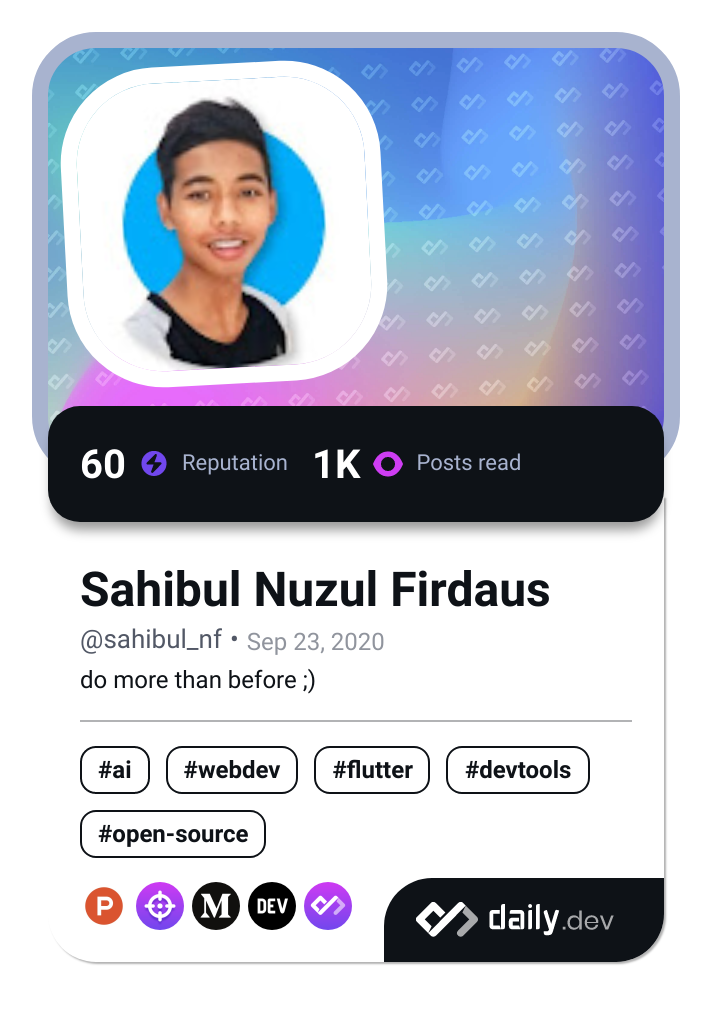 60 Reputation 1K Posts read
Sahibul Nuzul Firdaus
@sahibul_nf • Sep 23, 2020
do more than before ;)
#ai #webdev #flutter #devtools
#open-source
P M DEV daily.dev